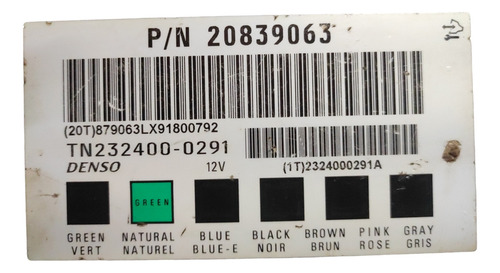 P/N 20839063
(20T)879063LX91800792
TN232400-0291
DENSO 12V (1T)2324000291A
GREEN
GREEN NATURAL BLUE BLACK BROWN PINK GRAY
VERT NATUREL BLUE-E NOIR BRUN ROSE GRIS